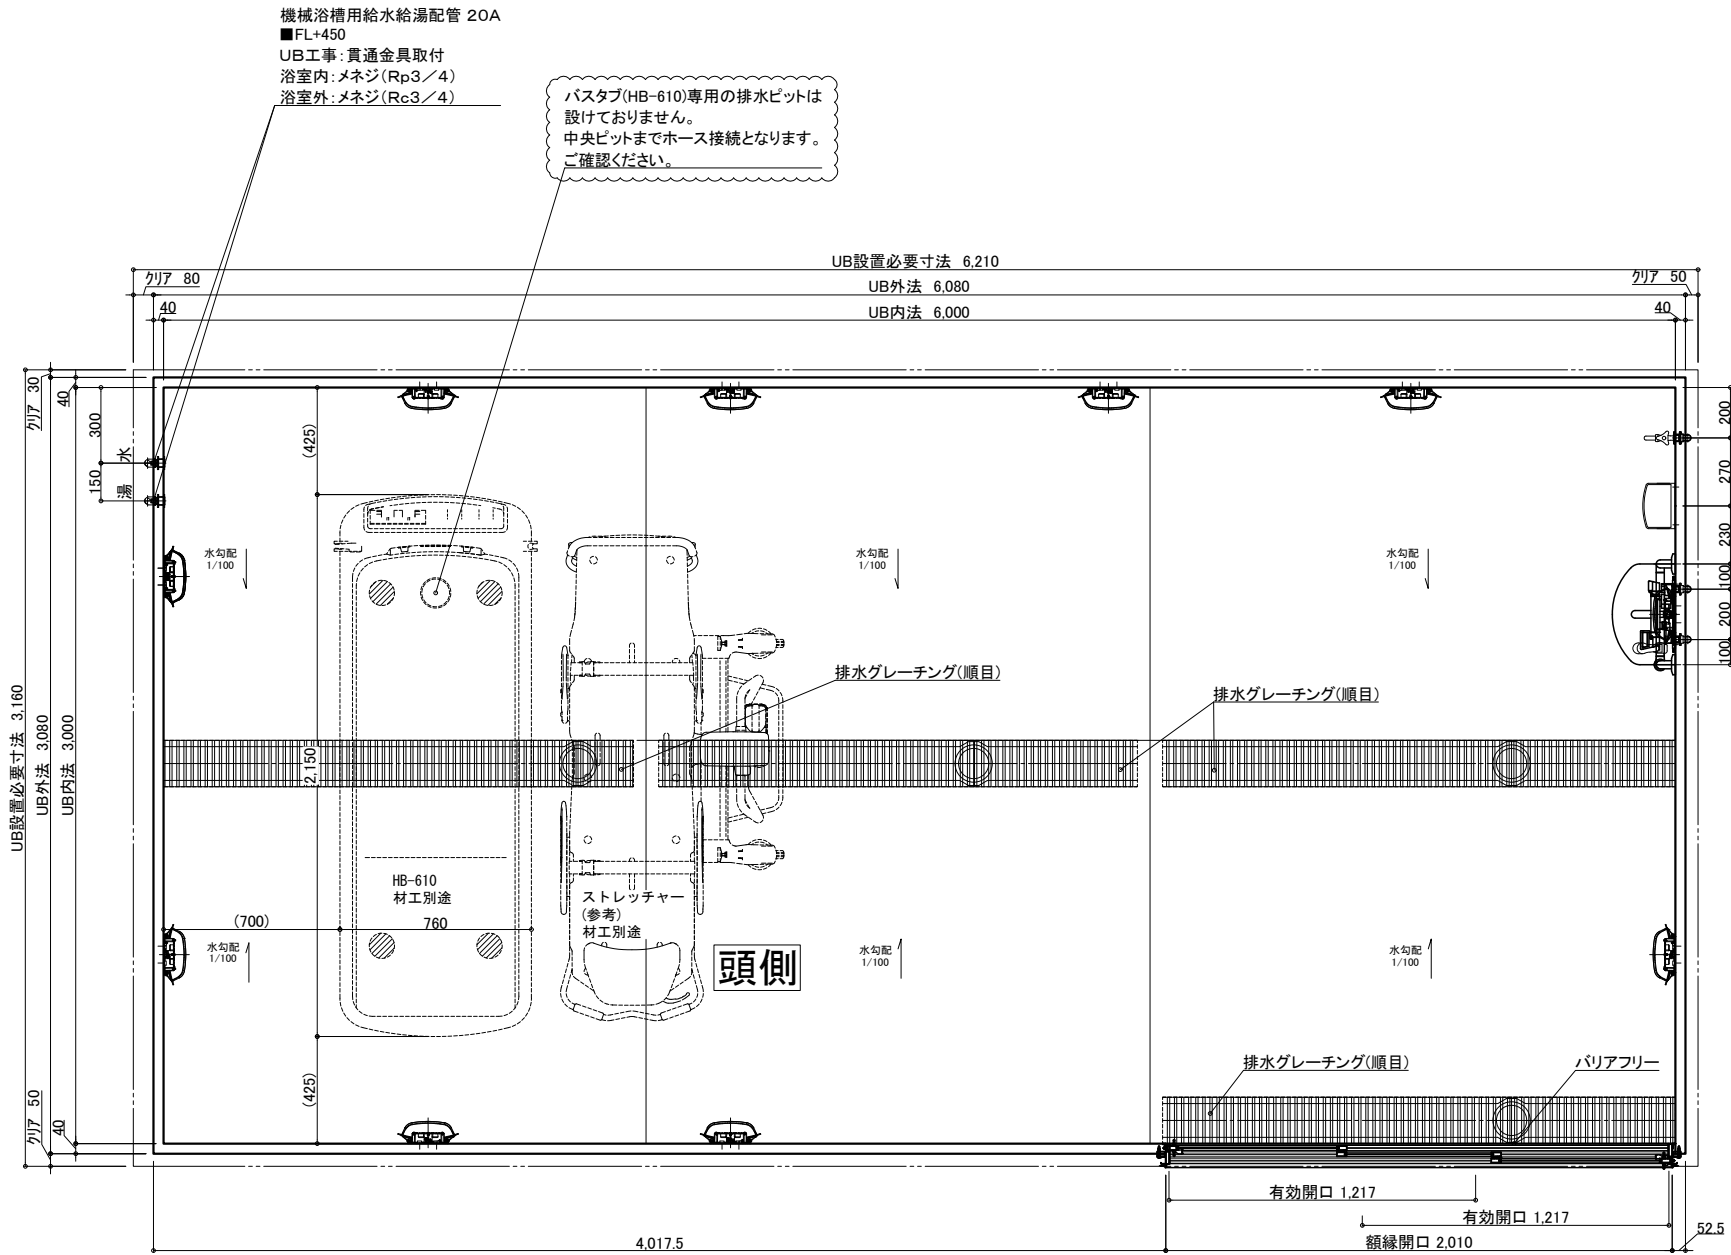 機械浴槽用給水給湯配管 20A
■FL+450
UB工事:貫通金具取付
浴室内:メネジ(Rp3／4)
浴室外:メネジ(Rc3／4)
バスタブ(HB-610)専用の排水ピットは
設けておりません。
中央ピットまでホース接続となります。
ご確認ください。
UB設置必要寸法 6,210
クリア 80
UB外法 6,080
クリア 50
40
UB内法 6,000
40
クリア 30
40
300
水
150
湯
UB設置必要寸法 3,160
UB外法 3,080
UB内法 3,000
クリア 50
40
(425)
2,150
(425)
水勾配
1/100
水勾配
1/100
水勾配
1/100
200
270
230
100
200
100
排水グレーチング(順目)
排水グレーチング(順目)
HB-610
材工別途
(700)
760
ストレッチャー
(参考)
材工別途
頭側
水勾配
1/100
水勾配
1/100
水勾配
1/100
排水グレーチング(順目)
バリアフリー
有効開口 1,217
有効開口 1,217
4,017.5
額縁開口 2,010
52.5